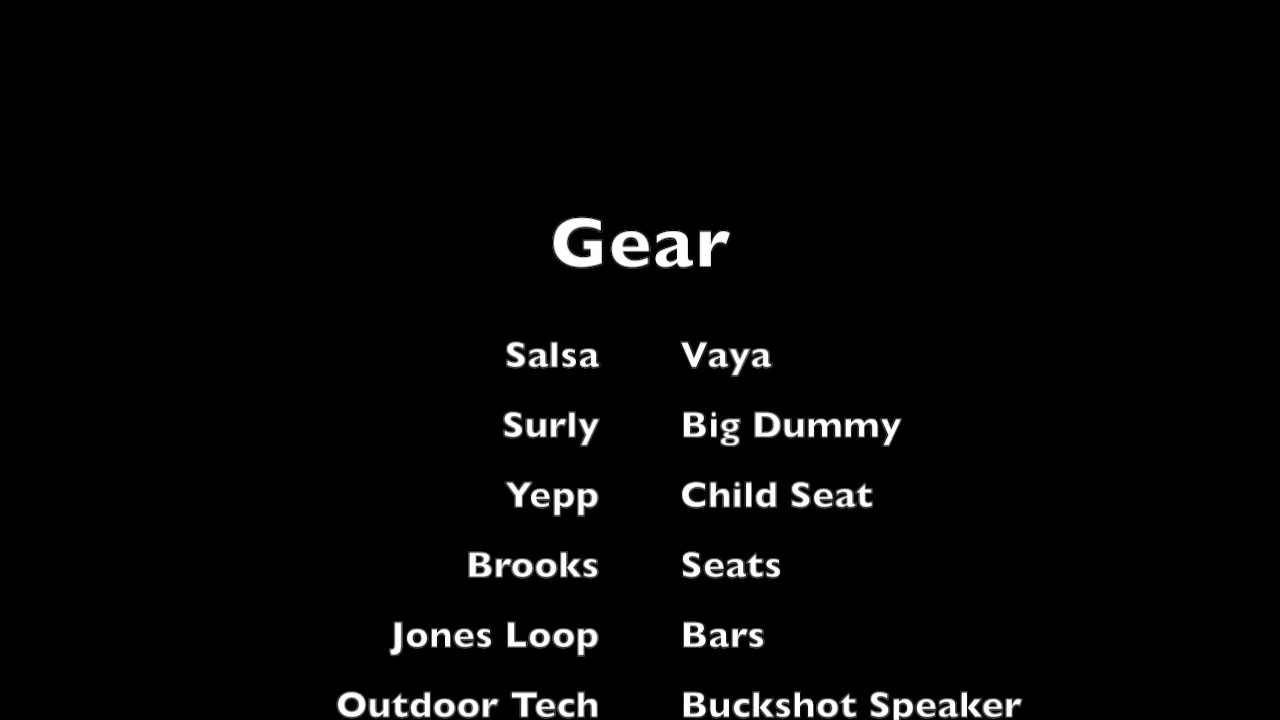 Gear
Salsa Vaya
Surly Big Dummy
Yepp Child Seat
Brooks Seats
Jones Loop Bars
Outdoor Tech Buckshot Speaker